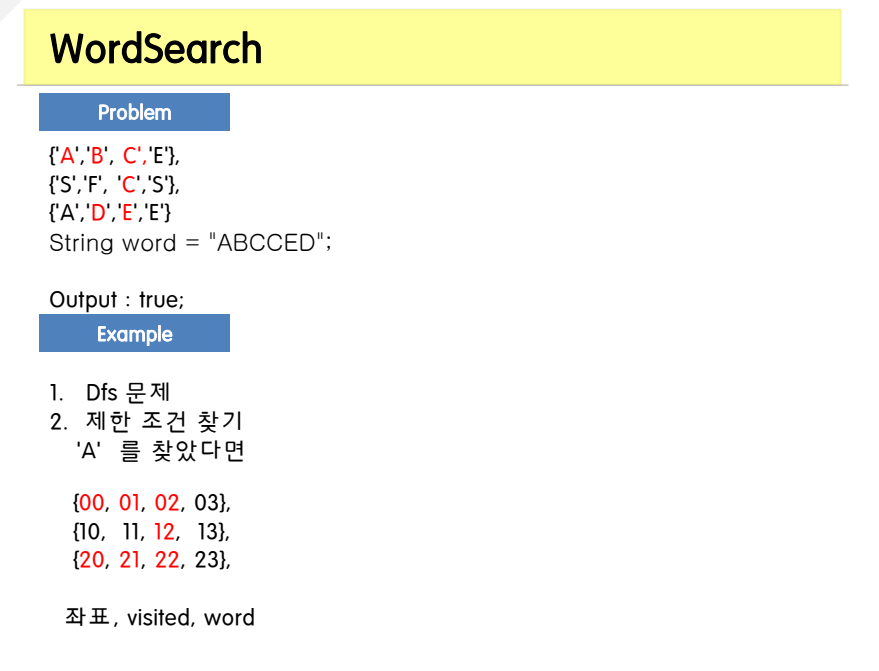 WordSearch
Problem
{'A','B', C','E'},
{'S','F', 'C','S'},
{'A','D','E','E'}
String word = "ABCCED";
Output : true;
Example
1. Dfs 문제
2. 제한 조건 찾기
'A' 를 찾았다면
{00, 01, 02, 03},
{10, 11, 12, 13},
{20, 21, 22, 23},
좌표, visited, word